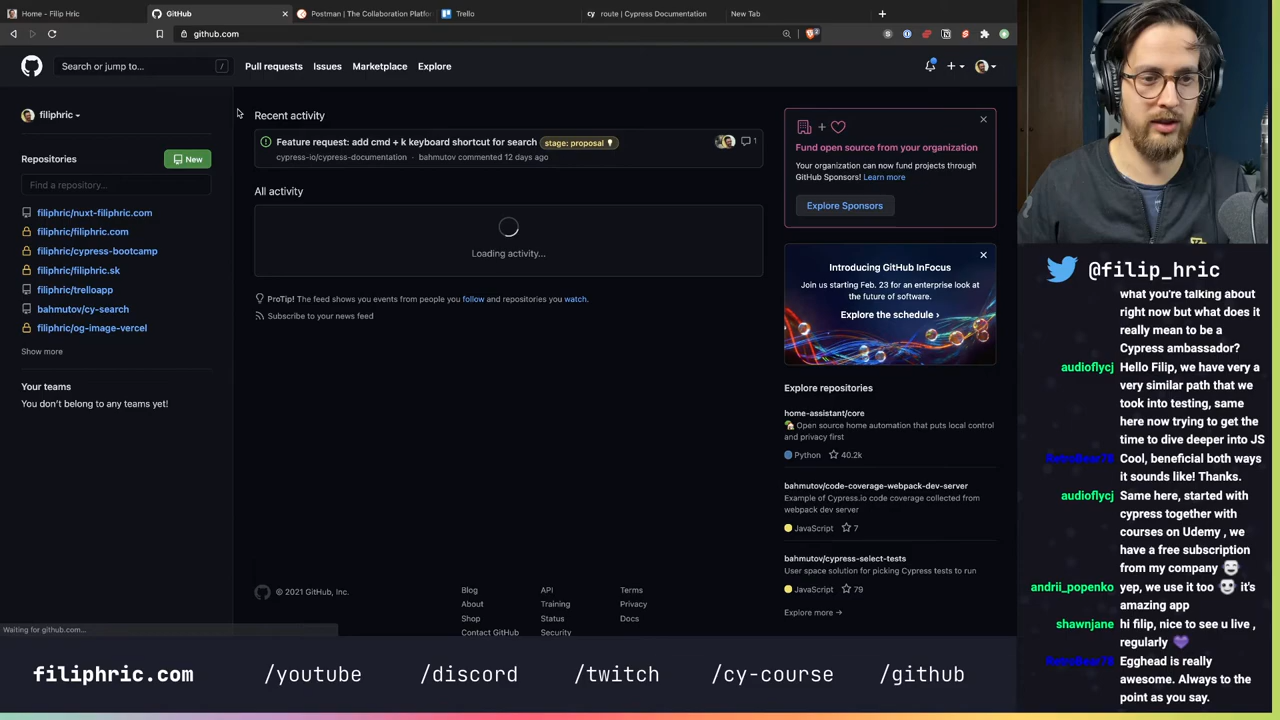 Home - Filip Hric
GitHub
Postman | The Collaboration Platfo
Trello
cy route | Cypress Documentation
New Tab
github.com
2
Search or jump to...
/
Pull requests
Issues
Marketplace
Explore
filiphric
Repositories
New
Find a repository...
filiphric/nuxt-filiphric.com
filiphric/filiphric.com
filiphric/cypress-bootcamp
filiphric/filiphric.sk
filiphric/trelloapp
bahmutov/cy-search
filiphric/og-image-vercel
Show more
Your teams
You don't belong to any teams yet!
Recent activity
Feature request: add cmd + k keyboard shortcut for search stage: proposal
1
cypress-io/cypress-documentation · bahmutov commented 12 days ago
All activity
Loading activity...
ProTip! The feed shows you events from people you follow and repositories you watch.
Subscribe to your news feed
© 2021 GitHub, Inc.
Blog
About
Shop
Contact GitHub
API
Training
Status
Security
Terms
Privacy
Docs
Fund open source from your organization
Your organization can now fund projects through
GitHub Sponsors! Learn more
Explore Sponsors
Introducing GitHub InFocus
Join us starting Feb. 23 for an enterprise look at
the future of software.
Explore the schedule ›
Explore repositories
home-assistant/core
Open source home automation that puts local control
and privacy first
Python 40.2k
bahmutov/code-coverage-webpack-dev-server
Example of Cypress.io code coverage collected from
webpack dev server
JavaScript 7
bahmutov/cypress-select-tests
User space solution for picking Cypress tests to run
JavaScript 79
Explore more →
Waiting for github.com...
@filip_hric
what you're talking about
right now but what does it
really mean to be a
Cypress ambassador?
audioflycj Hello Filip, we have very a
very similar path that we
took into testing, same
here now trying to get the
time to dive deeper into JS
RetroBear76 Cool, beneficial both ways
it sounds like! Thanks.
audioflycj Same here, started with
cypress together with
courses on Udemy , we
have a free subscription
from my company
andrii_popenko yep, we use it too it's
amazing app
shawnjane hi filip, nice to see u live ,
regularly
RetroBear76 Egghead is really
awesome. Always to the
point as you say.
filiphric.com
/youtube
/discord
/twitch
/cy-course
/github